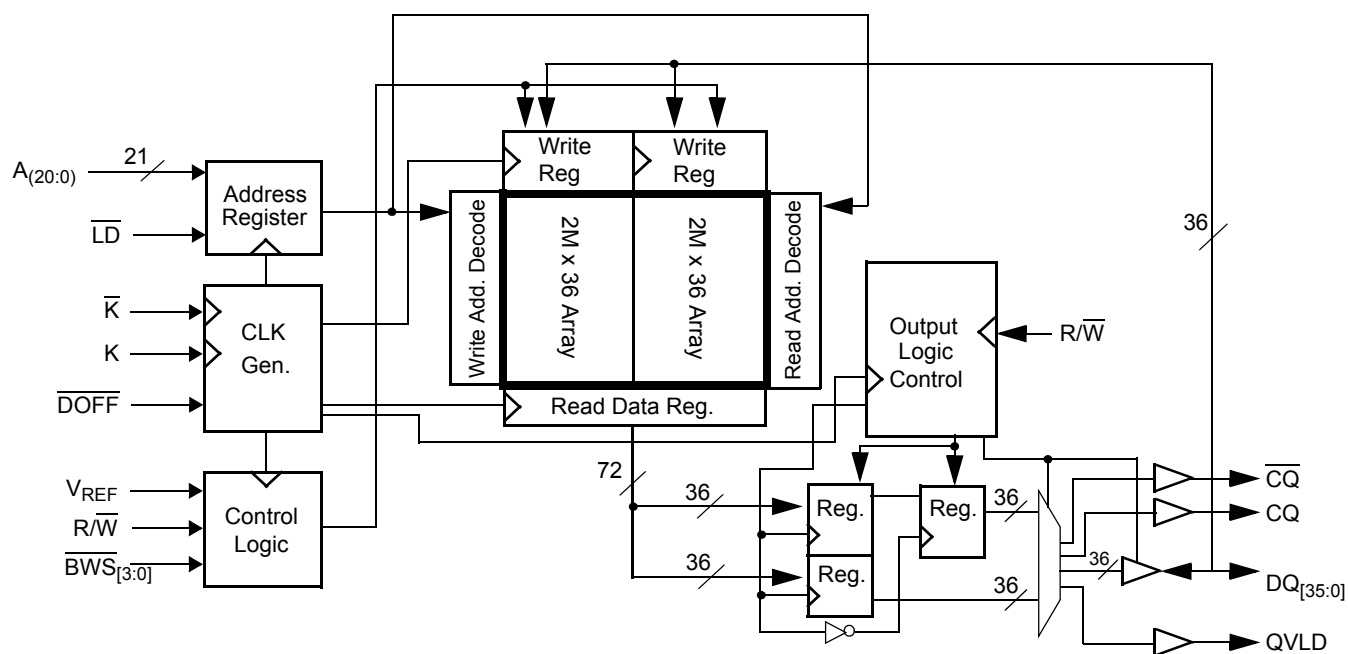 A(20:0)
21
LD
Address
Register
K
K
DOFF
CLK
Gen.
VREF
R/W
BWS[3:0]
Control
Logic
Write
Reg
Write
Reg
Write Add. Decode
2M x 36 Array
2M x 36 Array
Read Add. Decode
Read Data Reg.
72
36
36
Output
Logic
Control
R/W
36
Reg.
Reg.
Reg.
36
36
36
CQ
CQ
DQ[35:0]
QVLD